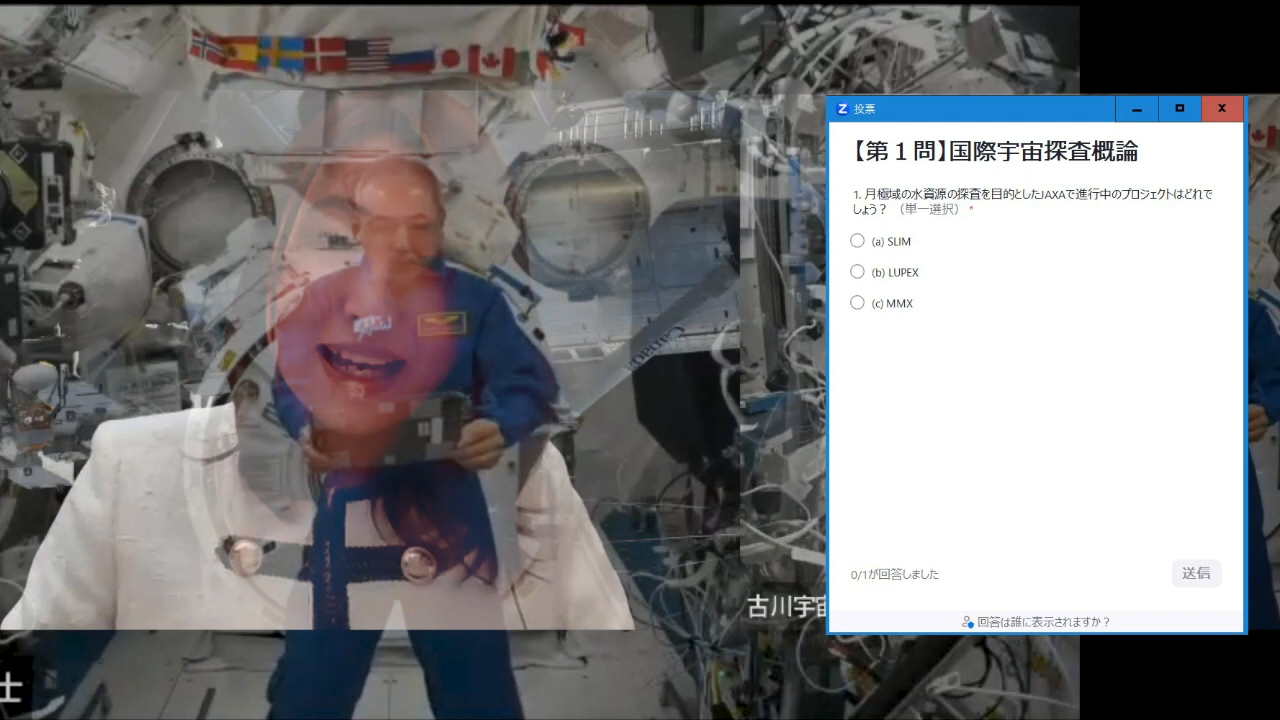 投票
【第１問】国際宇宙探査概論
1. 月極域の水資源の探査を目的としたJAXAで進行中のプロジェクトはどれで
しょう？ （単一選択） *
(a) SLIM
(b) LUPEX
(c) MMX
0/1が回答しました
送信
回答は誰に表示されますか？
古川宇宙
士